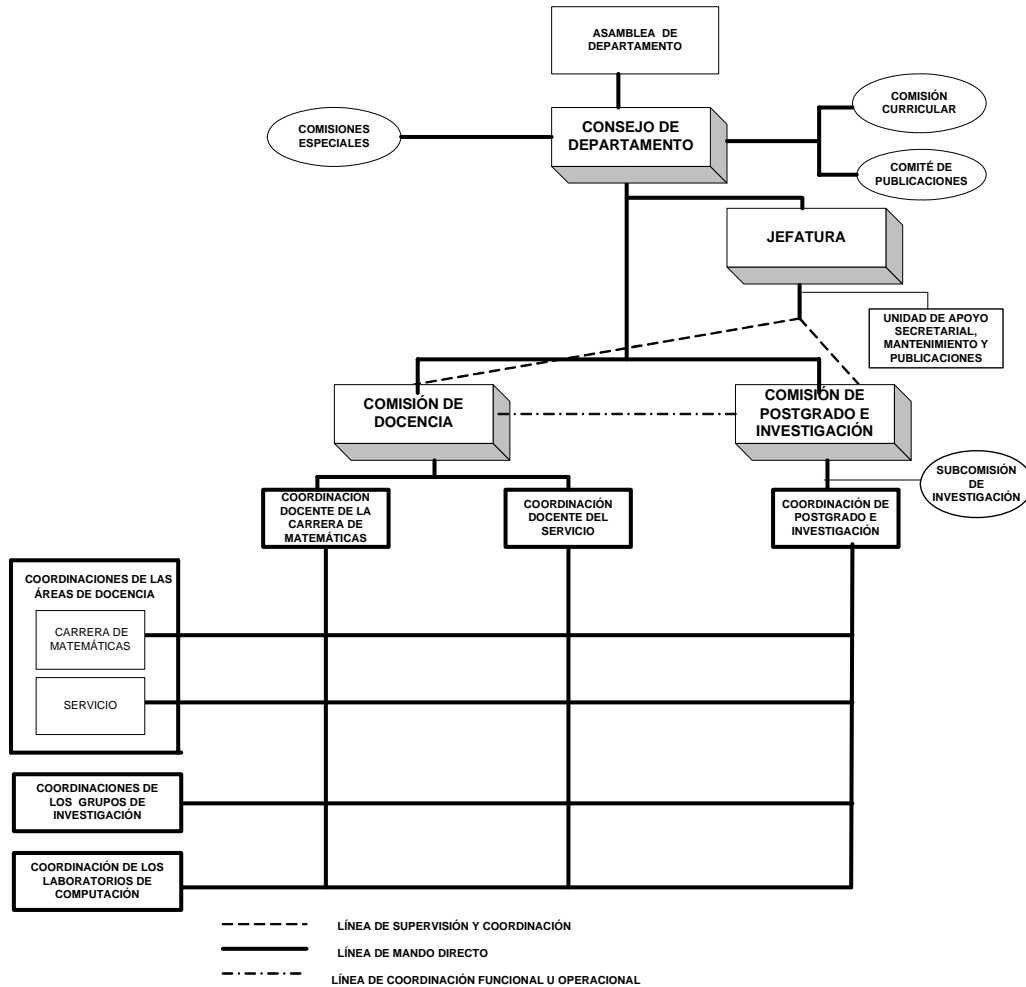 ASAMBLEA DE
DEPARTAMENTO
CONSEJO DE
DEPARTAMENTO
COMISIONES
ESPECIALES
COMISIÓN
CURRICULAR
COMITÉ DE
PUBLICACIONES
JEFATURA
UNIDAD DE APOYO
SECRETARIAL,
MANTENIMIENTO Y
PUBLICACIONES
COMISIÓN DE
DOCENCIA
COMISIÓN DE
POSTGRADO E
INVESTIGACIÓN
SUBCOMISIÓN
DE
INVESTIGACIÓN
COORDINACIÓN
DOCENTE DE LA
CARRERA DE
MATEMÁTICAS
COORDINACIÓN
DOCENTE DEL
SERVICIO
COORDINACIÓN DE
POSTGRADO E
INVESTIGACIÓN
COORDINACIONES DE LAS
ÁREAS DE DOCENCIA
CARRERA DE
MATEMÁTICAS
SERVICIO
COORDINACIONES DE
LOS GRUPOS DE
INVESTIGACIÓN
COORDINACIÓN DE LOS
LABORATORIOS DE
COMPUTACIÓN
LÍNEA DE SUPERVISIÓN Y COORDINACIÓN
LÍNEA DE MANDO DIRECTO
LÍNEA DE COORDINACIÓN FUNCIONAL U OPERACIONAL